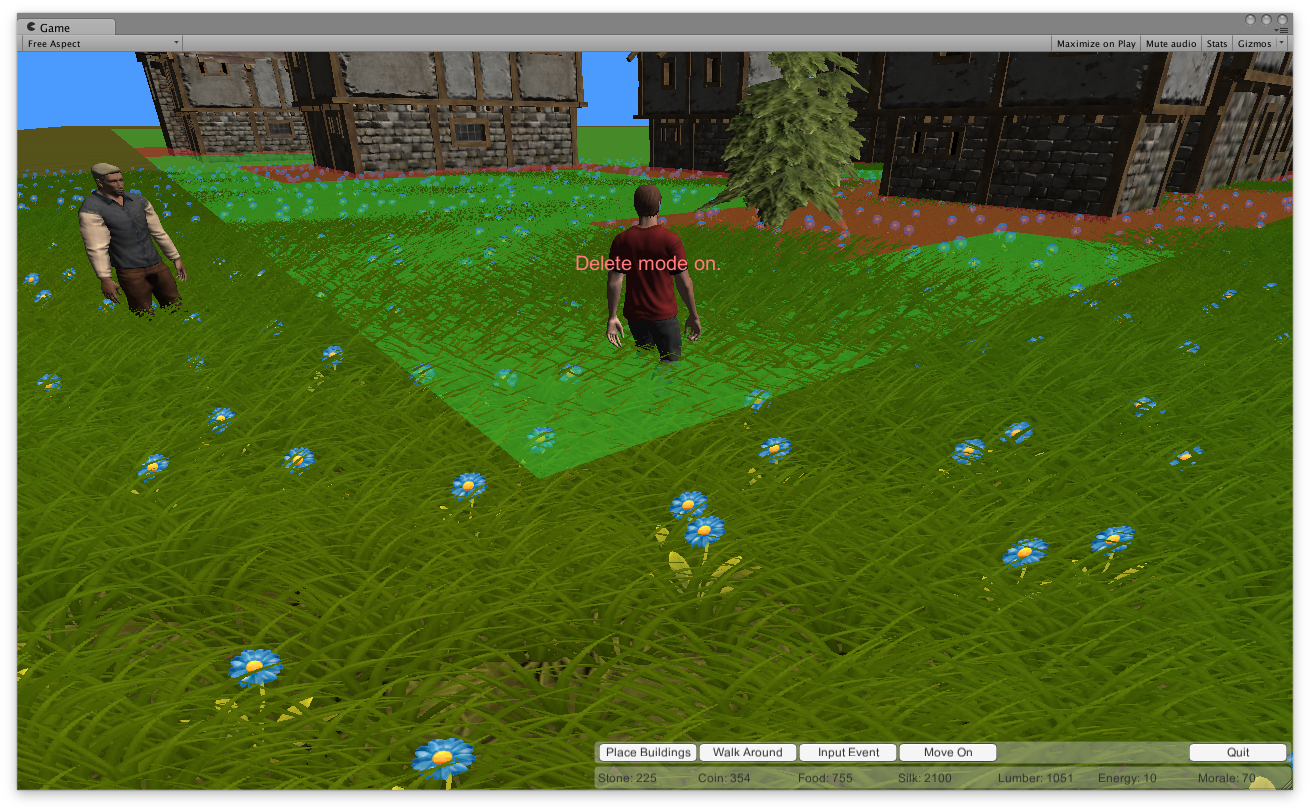 Game
Free Aspect
Maximize on Play Mute audio Stats Gizmos
Delete mode on.
Place Buildings Walk Around Input Event Move On Quit
Stone: 225 Coin: 354 Food: 755 Silk: 2100 Lumber: 1051 Energy: 10 Morale: 70